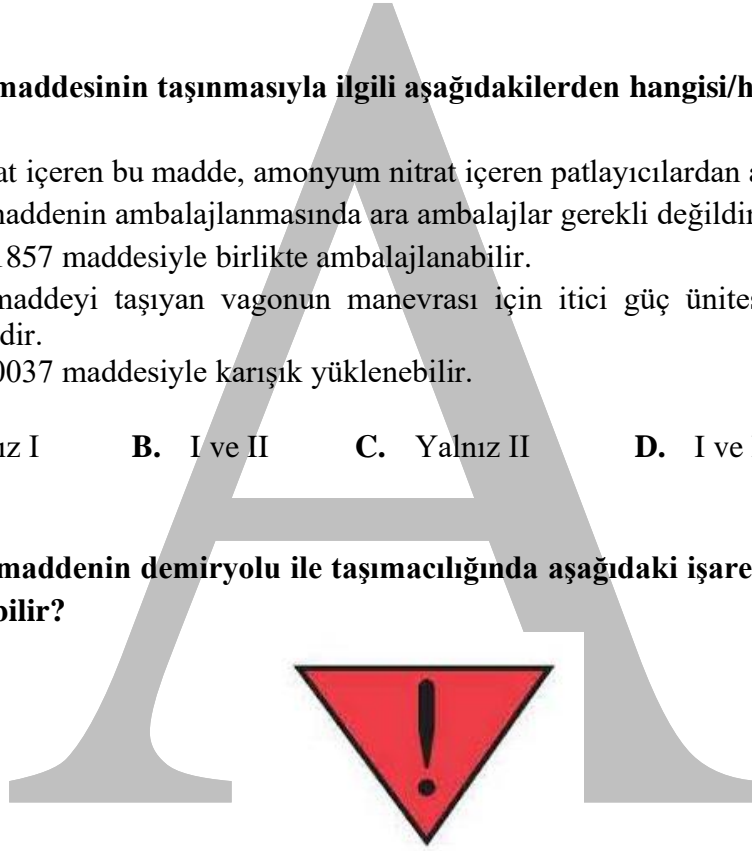 maddesinin taşınmasıyla ilgili aşağıdakilerden hangisi/h
at içeren bu madde, amonyum nitrat içeren patlayıcılardan a
maddenin ambalajlanmasında ara ambalajlar gerekli değildir
1857 maddesiyle birlikte ambalajlanabilir.
maddeyi taşıyan vagonun manevrası için itici güç ünites
dir.
0037 maddesiyle karışık yüklenebilir.
ız I B. I ve II C. Yalnız II D. I ve
maddenin demiryolu ile taşımacılığında aşağıdaki işare
bilir?